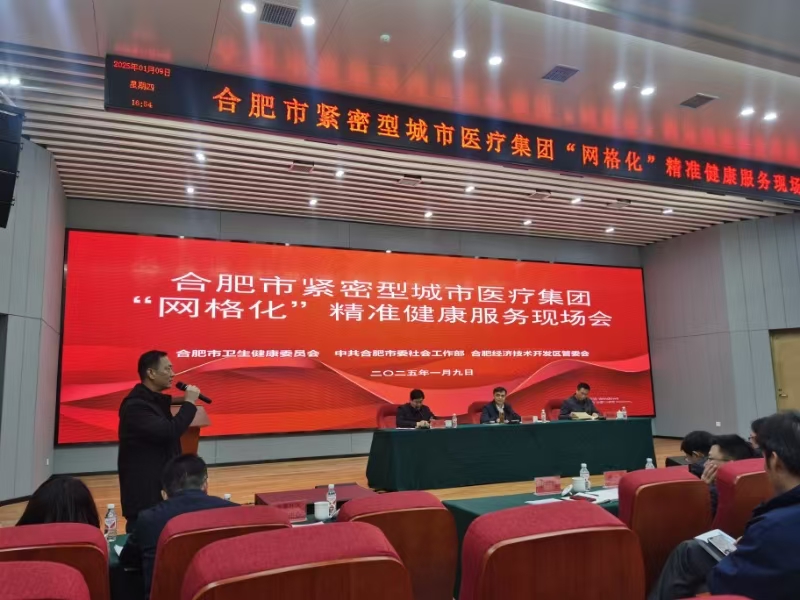 2025年01月09日
星期四
16:54
合肥市紧密型城市医疗集团“网格化”精准健康服务现场
合肥市紧密型城市医疗集团
“网格化”精准健康服务现场会
合肥市卫生健康委员会 中共合肥市委社会工作部 合肥经济技术开发区管委会
二〇二五年一月九日